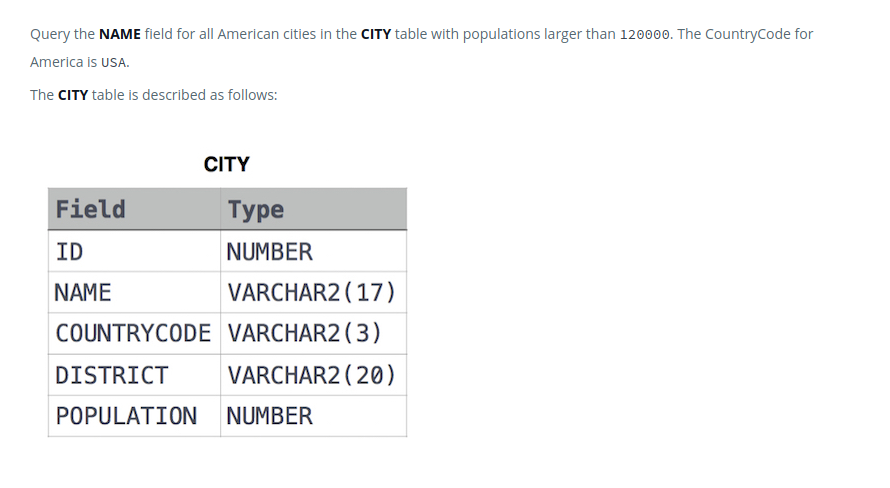 Query the NAME field for all American cities in the CITY table with populations larger than 120000. The CountryCode for
America is USA.
The CITY table is described as follows:
CITY
Field Type
ID NUMBER
NAME VARCHAR2(17)
COUNTRYCODE VARCHAR2(3)
DISTRICT VARCHAR2(20)
POPULATION NUMBER